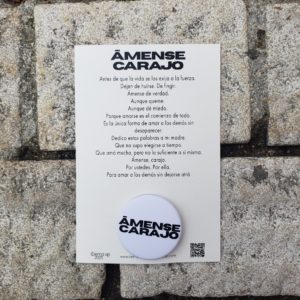 ÁMENSE
CARAJO
Antes de que la vida se los exija a la fuerza.
Dejen de huirse. De fingir.
Ámense de verdad.
Aunque queme.
Aunque dé miedo.
Porque amarse es el comienzo de todo.
Es la única forma de amar a los demás sin
desaparecer.
Dedico estas palabras a mi madre.
Que no supo elegirse a tiempo.
Que amó mucho, pero no lo suficiente a sí misma.
Ámense, carajo.
Por ustedes. Por ella.
Para amar a los demás sin dejarse atrás
ÁMENSE
CARAJO